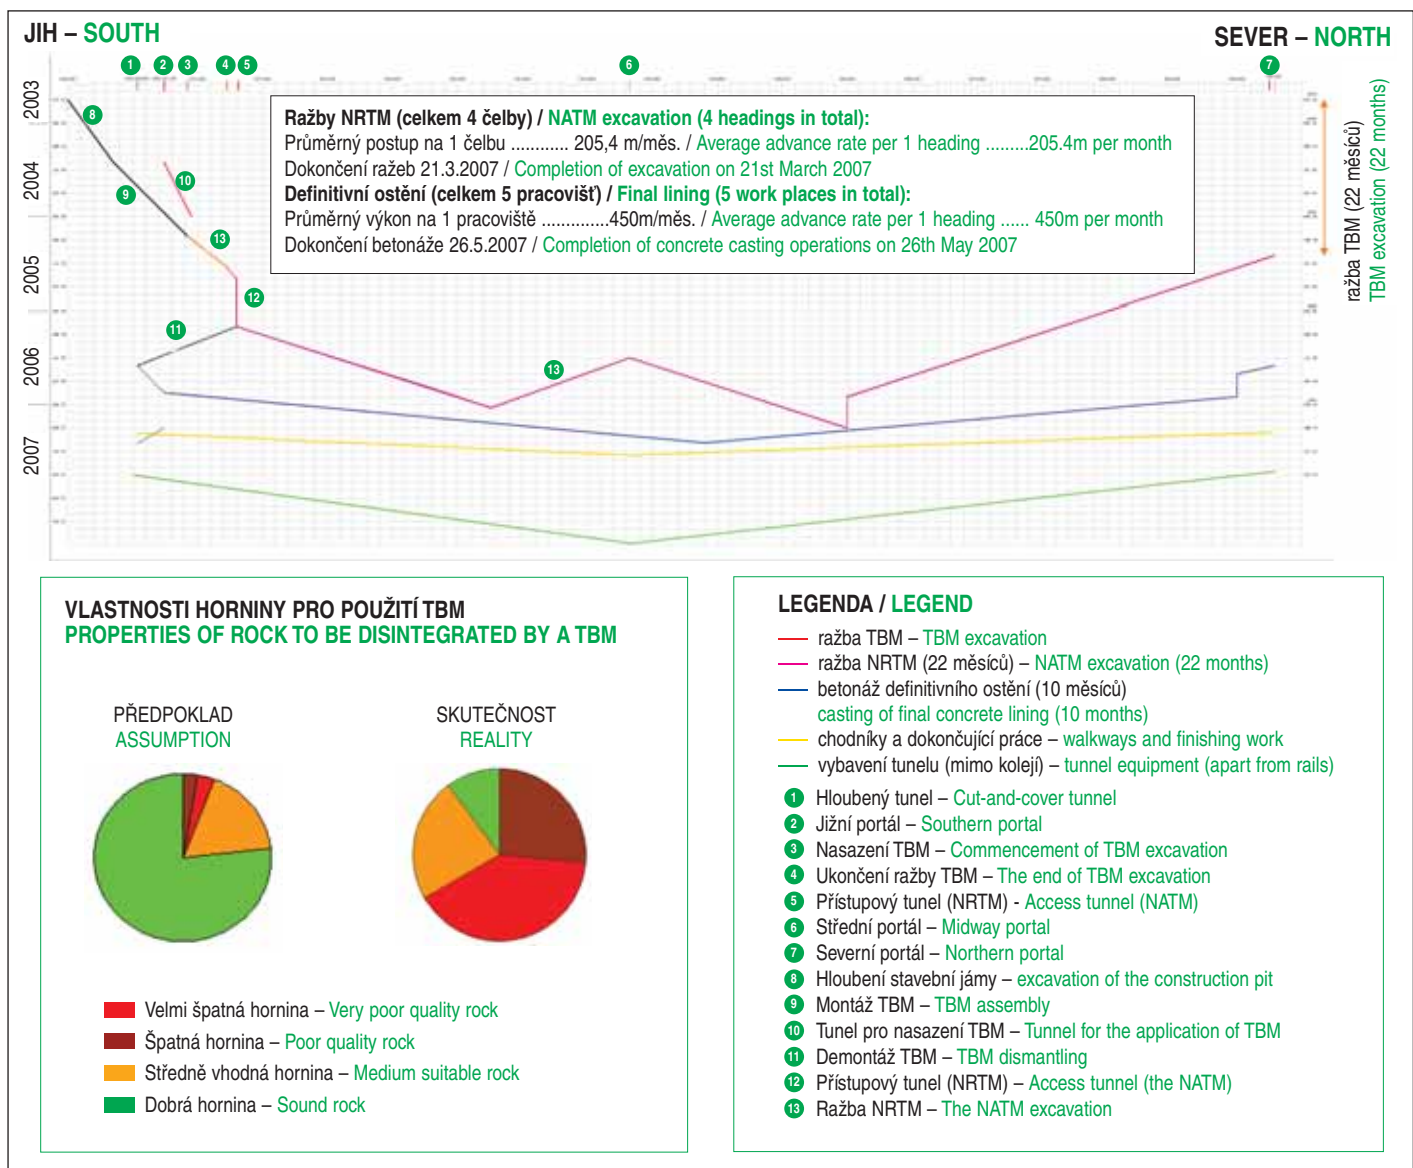 JIH – SOUTH
SEVER – NORTH
1 2 3 4 5 6 7
2003
2004
2005
2006
2007
8
9
10
13
12
11
13
Ražby NRTM (celkem 4 čelby) / NATM excavation (4 headings in total):
Průměrný postup na 1 čelbu ............ 205,4 m/měs. / Average advance rate per 1 heading .........205.4m per month
Dokončení ražeb 21.3.2007 / Completion of excavation on 21st March 2007
Definitivní ostění (celkem 5 pracovišť) / Final lining (5 work places in total):
Průměrný výkon na 1 pracoviště ..............450m/měs. / Average advance rate per 1 heading ...... 450m per month
Dokončení betonáže 26.5.2007 / Completion of concrete casting operations on 26th May 2007
ražba TBM (22 měsíců)
TBM excavation (22 months)
VLASTNOSTI HORNINY PRO POUŽITÍ TBM
PROPERTIES OF ROCK TO BE DISINTEGRATED BY A TBM
PŘEDPOKLAD
ASSUMPTION
SKUTEČNOST
REALITY
Velmi špatná hornina – Very poor quality rock
Špatná hornina – Poor quality rock
Středně vhodná hornina – Medium suitable rock
Dobrá hornina – Sound rock
LEGENDA / LEGEND
ražba TBM – TBM excavation
ražba NRTM (22 měsíců) – NATM excavation (22 months)
betonáž definitivního ostění (10 měsíců)
casting of final concrete lining (10 months)
chodníky a dokončující práce – walkways and finishing work
vybavení tunelu (mimo kolejí) – tunnel equipment (apart from rails)
1 Hloubený tunel – Cut-and-cover tunnel
2 Jižní portál – Southern portal
3 Nasazení TBM – Commencement of TBM excavation
4 Ukončení ražby TBM – The end of TBM excavation
5 Přístupový tunel (NRTM) - Access tunnel (NATM)
6 Střední portál – Midway portal
7 Severní portál – Northern portal
8 Hloubení stavební jámy – excavation of the construction pit
9 Montáž TBM – TBM assembly
10 Tunel pro nasazení TBM – Tunnel for the application of TBM
11 Demontáž TBM – TBM dismantling
12 Přístupový tunel (NRTM) – Access tunnel (the NATM)
13 Ražba NRTM – The NATM excavation